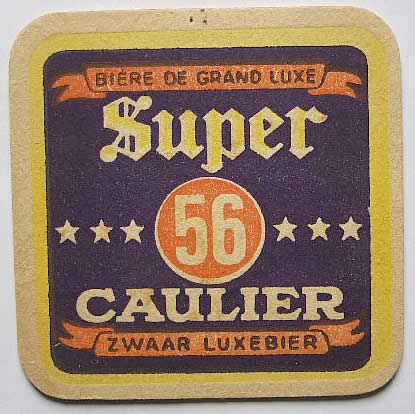 BIÈRE DE GRAND LUXE
Super
56
CAULIER
ZWAAR LUXEBIER